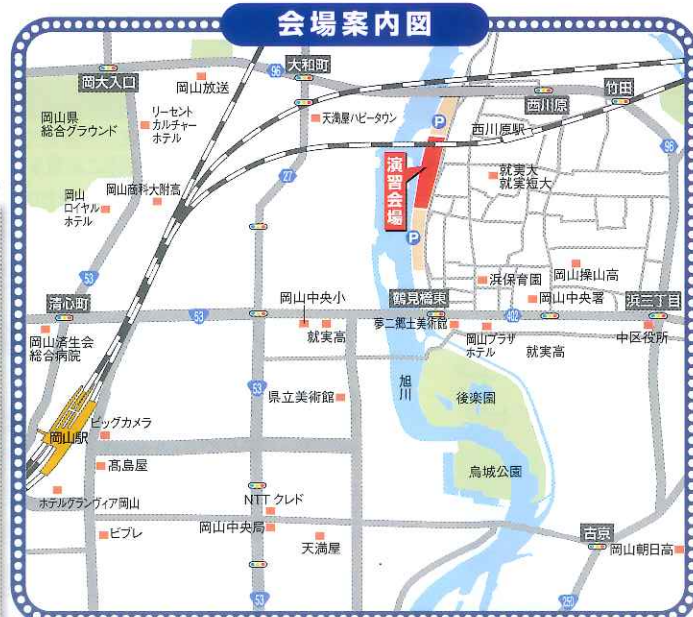 会場案内図
岡大入口
96
岡山放送
大和町
西川原
竹田
岡山県
総合グラウンド
リーセント
カルチャー
ホテル
天満屋ハピータウン
P
西川原駅
96
演習会場
就実大
就実短大
27
岡山
ロイヤル
ホテル
岡山商科大附高
P
53
浜保育園
岡山操山高
清心町
53
岡山中央小
鶴見橋東
岡山中央署
浜三丁目
岡山済生会
総合病院
就実高
夢二郷土美術館
岡山プラザ
ホテル
402
就実高
中区役所
53
県立美術館
旭川
後楽園
ビッグカメラ
岡山駅
髙島屋
烏城公園
ホテルグランヴィア岡山
NTTクレド
ビブレ
岡山中央局
天満屋
古京
岡山朝日高
53
250